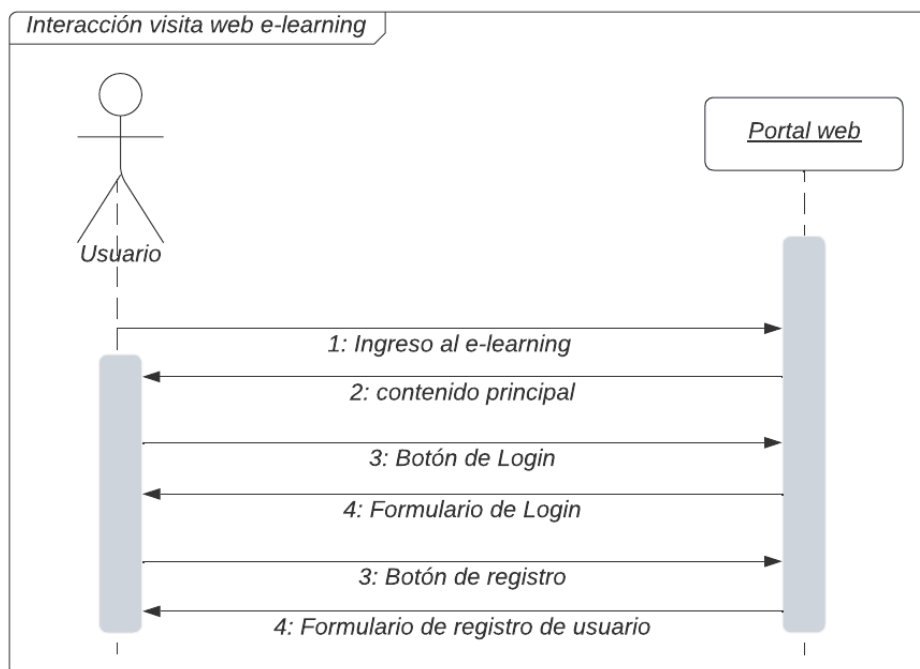 Interacción visita web e-learning
Portal web
Usuario
1: Ingreso al e-learning
2: contenido principal
3: Botón de Login
4: Formulario de Login
3: Botón de registro
4: Formulario de registro de usuario